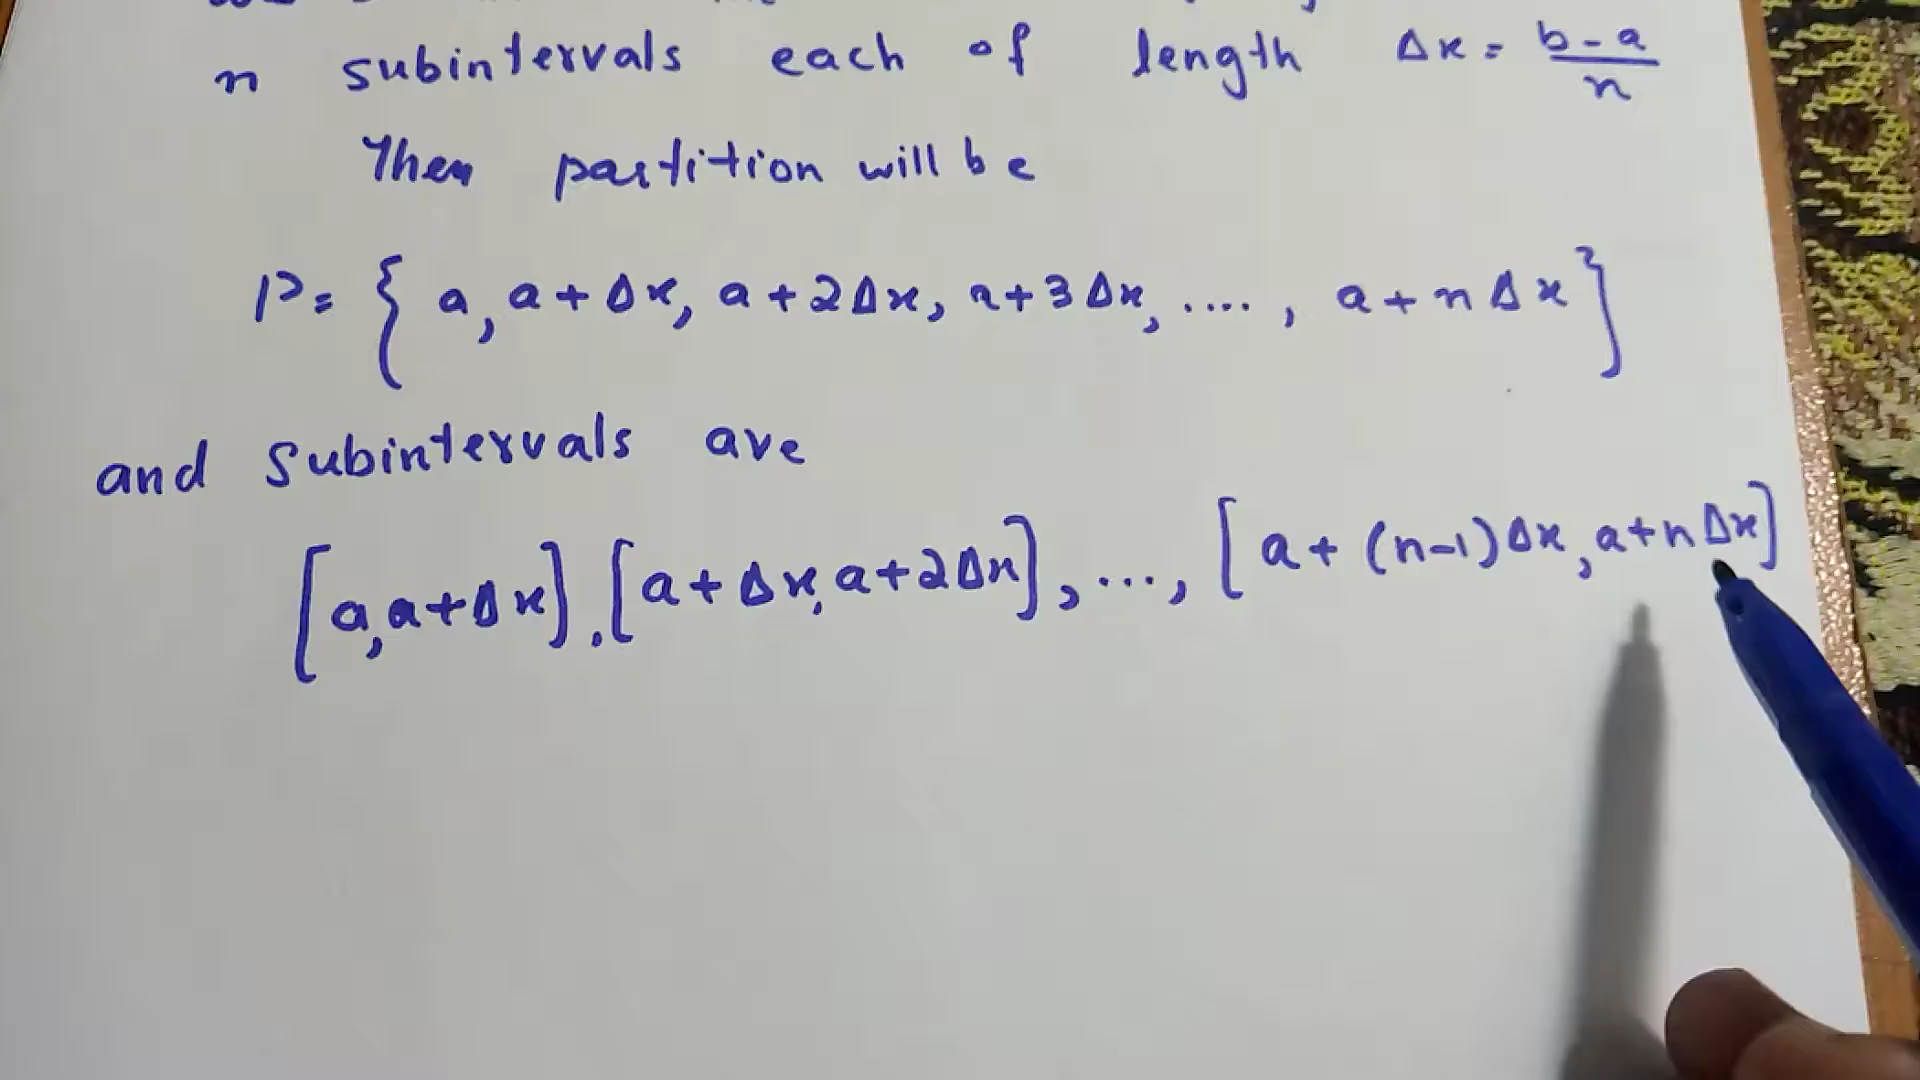 n subintervals each of length Δx = b-a/n
Then partition will be
P = { a, a+Δx, a+2Δx, a+3Δx, ...., a+nΔx }
and subintervals are
[a, a+Δx], [a+Δx, a+2Δx], ..., [a+(n-1)Δx, a+nΔx]